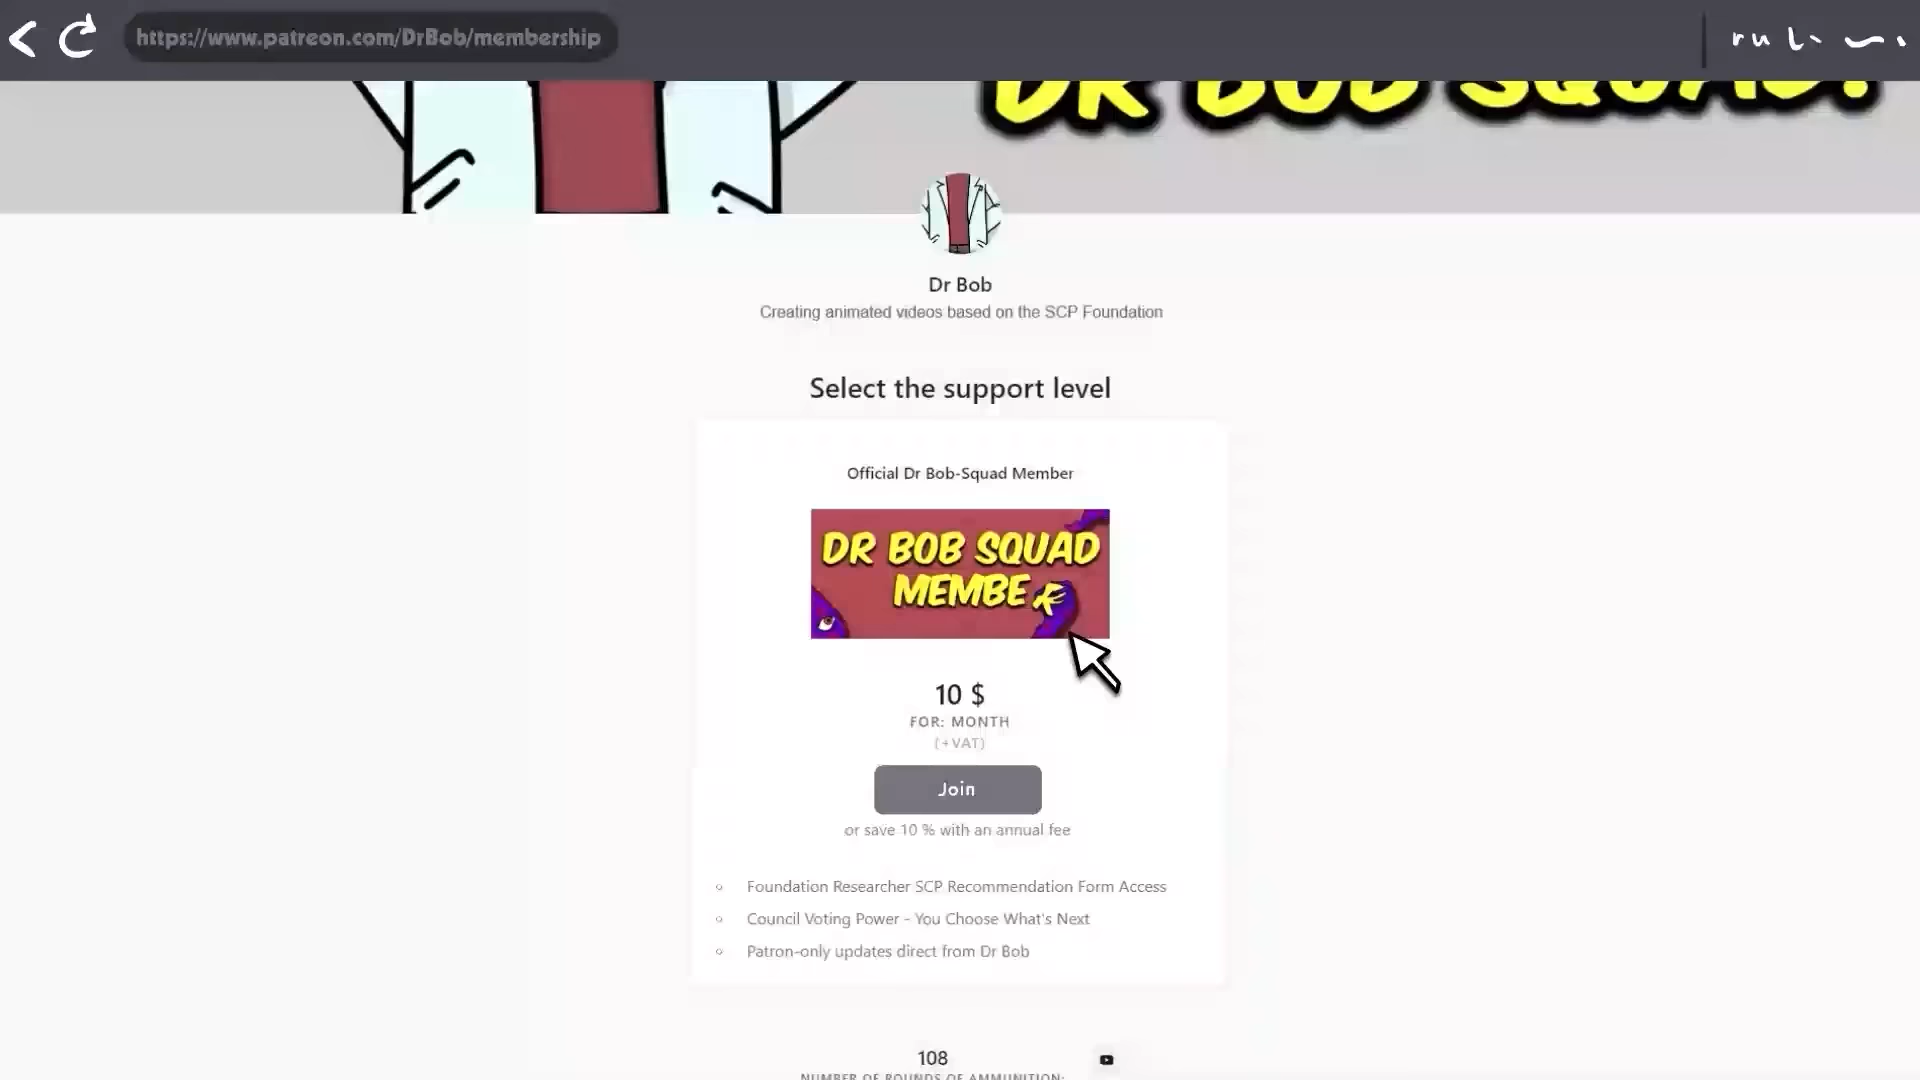 https://www.patreon.com/DrBob/membership
DR BOB SQUAD!
Dr Bob
Creating animated videos based on the SCP Foundation
Select the support level
Official Dr Bob-Squad Member
DR BOB SQUAD
MEMBER
10 $
FOR: MONTH
(+VAT)
Join
or save 10 % with an annual fee
Foundation Researcher SCP Recommendation Form Access
Council Voting Power - You Choose What's Next
Patron-only updates direct from Dr Bob
108
NUMBER OF ROUNDS OF AMMUNITION: